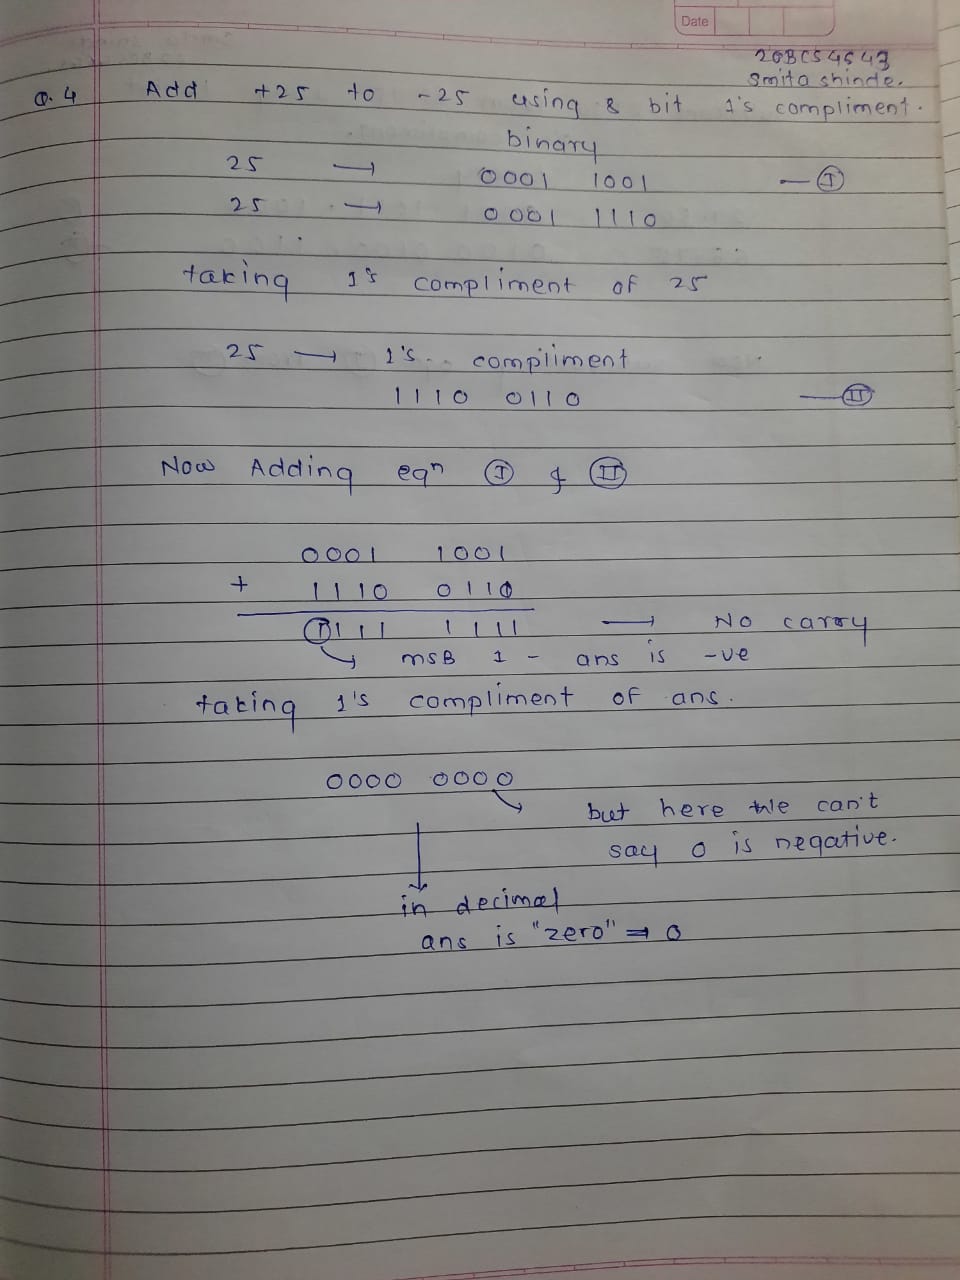 Date
20BCS4643
Smita shinde.
Q.4 Add +25 to -25 using 8 bit 1's compliment.
binary
25 → 0001 1001 — I
25 → 0001 1110
taking 1's compliment of 25
25 → 1's compliment
1110 0110 — II
Now Adding eqn I & II
0001 1001
+ 1110 0110
1111 1111 → No carry
MSB 1 - ans is -ve
taking 1's compliment of ans.
0000 0000
but here we can't
say 0 is negative.
in decimal
ans is "zero" ⇒ 0